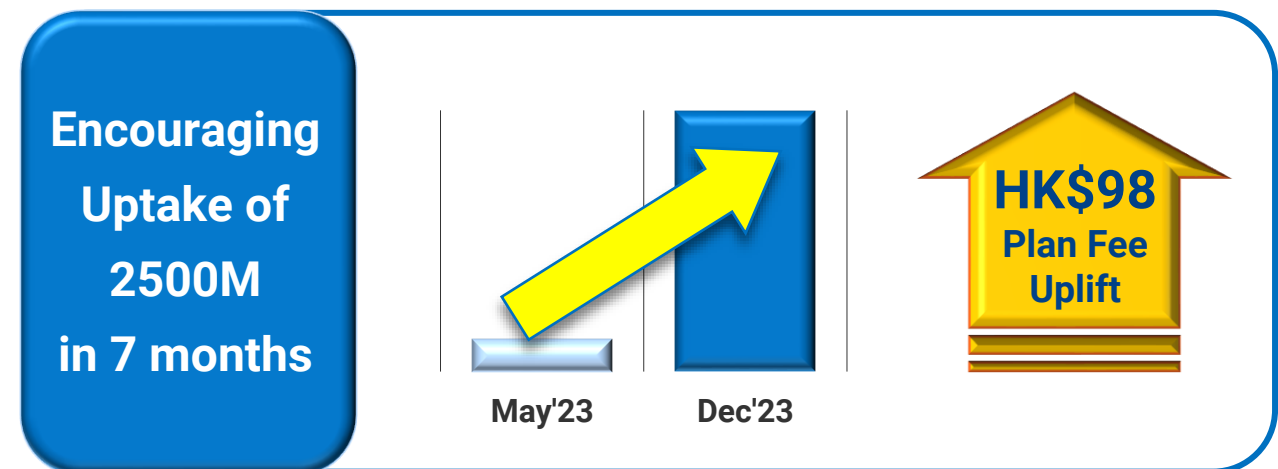 Encouraging
Uptake of
2500M
in 7 months
May'23
Dec'23
HK$98
Plan Fee
Uplift